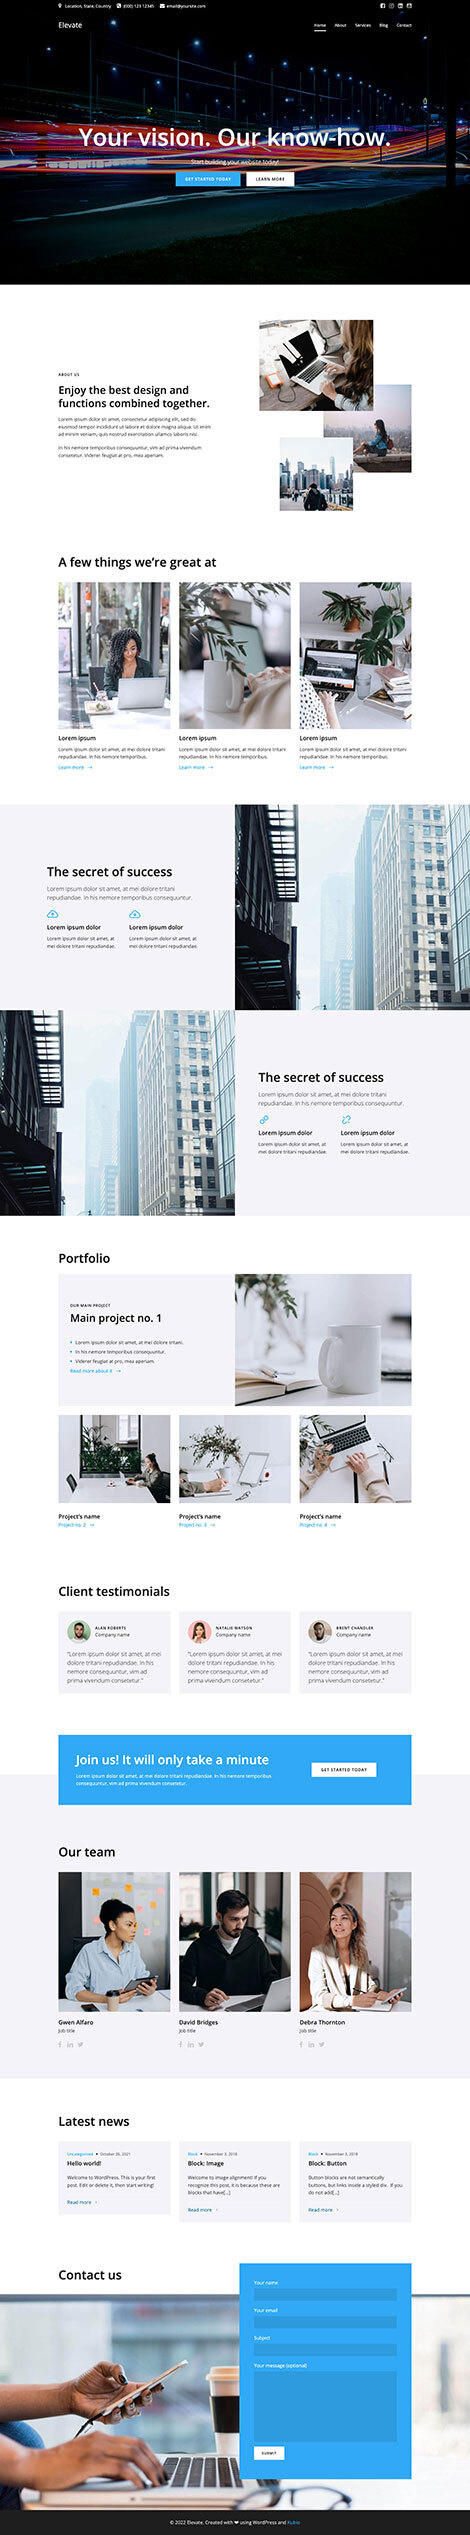 Location, State, Country (000) 123 12345 email@yoursite.com
Elevate
Home About Services Blog Contact
Your vision. Our know-how.
Start building your website today!
GET STARTED TODAY LEARN MORE
ABOUT US
Enjoy the best design and
functions combined together.
Lorem ipsum dolor sit amet, consectetur adipiscing elit, do
eiusmod tempor incididunt ut labore et dolore magna aliqua. Ut enim
ad minim veniam, quis nostrud exercitation ullamco laboris nisi.
In his nemore temporibus consequuntur, vim ad prima vivendum
consetetur. Viderer feugiat at pro, mea aperiam.
A few things we're great at
Lorem ipsum
Lorem ipsum dolor sit amet, at mei dolore tritani
repudiandae. In his nemore temporibus.
Learn more →
Lorem ipsum
Lorem ipsum dolor sit amet, at mei dolore tritani
repudiandae. In his nemore temporibus.
Learn more →
Lorem ipsum
Lorem ipsum dolor sit amet, at mei dolore tritani
repudiandae. In his nemore temporibus.
Learn more →
The secret of success
Lorem ipsum dolor sit amet, at mei dolore tritani
repudiandae. In his nemore temporibus consequuntur.
Lorem ipsum dolor
Lorem ipsum dolor sit amet, at
mei dolore tritani repudiandae.
Lorem ipsum dolor
Lorem ipsum dolor sit amet, at
mei dolore tritani repudiandae.
The secret of success
Lorem ipsum dolor sit amet, at mei dolore tritani
repudiandae. In his nemore temporibus consequuntur.
Lorem ipsum dolor
Lorem ipsum dolor sit amet, at
mei dolore tritani repudiandae.
Lorem ipsum dolor
Lorem ipsum dolor sit amet, at
mei dolore tritani repudiandae.
Portfolio
OUR MAIN PROJECT
Main project no. 1
Lorem ipsum dolor sit amet, at mei dolore tritani.
In his nemore temporibus consequuntur.
Viderer feugiat at pro, mea aperiam.
Read more about it →
Project's name
Project no. 2 →
Project's name
Project no. 3 →
Project's name
Project no. 4 →
Client testimonials
ALAN ROBERTS
Company name
"Lorem ipsum dolor sit amet, at mei
dolore tritani repudiandae. In his
nemore consequuntur, vim ad
prima vivendum consetetur."
NATALIE WATSON
Company name
"Lorem ipsum dolor sit amet, at mei
dolore tritani repudiandae. In his
nemore consequuntur, vim ad
prima vivendum consetetur."
BRENT CHANDLER
Company name
"Lorem ipsum dolor sit amet, at mei
dolore tritani repudiandae. In his
nemore consequuntur, vim ad
prima vivendum consetetur."
Join us! It will only take a minute
Lorem ipsum dolor sit amet, at mei dolore tritani repudiandae. In his nemore temporibus
consequuntur, vim ad prima vivendum consetetur.
GET STARTED TODAY
Our team
Gwen Alfaro
Job title
David Bridges
Job title
Debra Thornton
Job title
Latest news
Uncategorized • October 26, 2021
Hello world!
Welcome to WordPress. This is your first
post. Edit or delete it, then start writing!
Read more ›
Block • November 3, 2018
Block: Image
Welcome to image alignment! If you
recognize this post, it is because these are
blocks that have[...]
Read more ›
Block • November 3, 2018
Block: Button
Button blocks are not semantically
buttons, but links inside a styled div. If you
do not add[...]
Read more ›
Contact us
Your name
Your email
Subject
Your message (optional)
SUBMIT
© 2022 Elevate. Created with ❤ using WordPress and Kubio